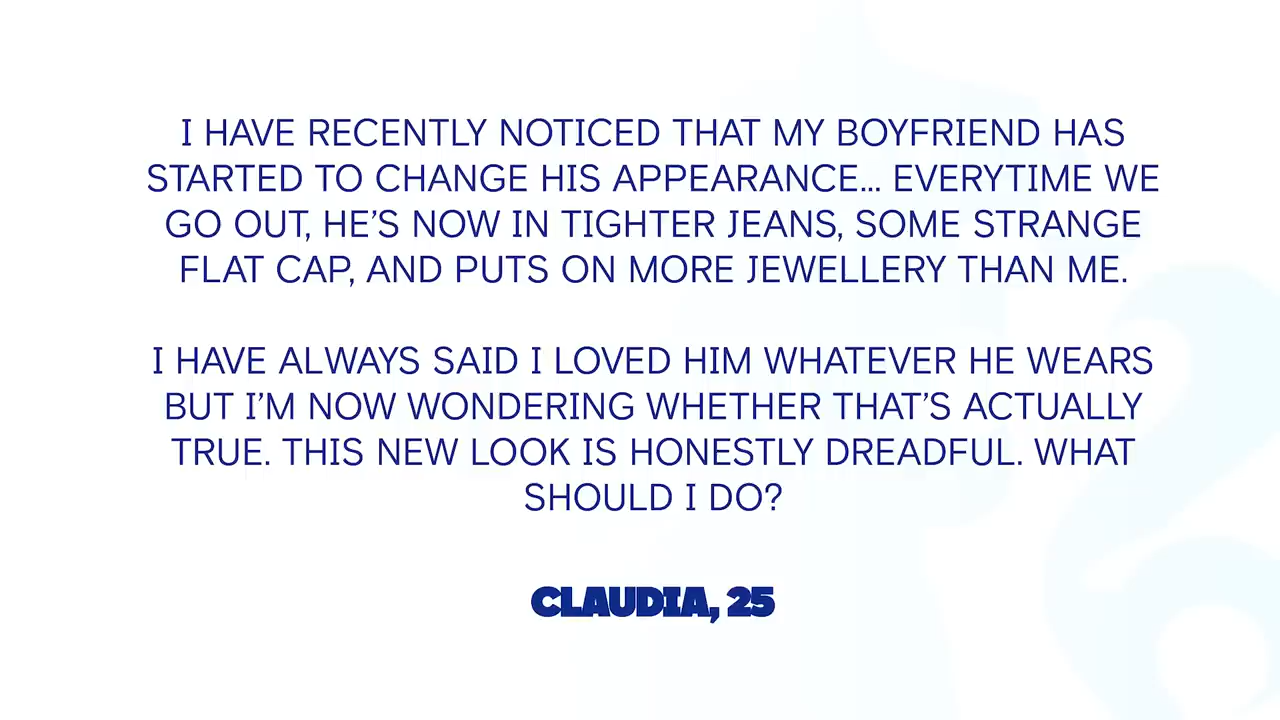 I HAVE RECENTLY NOTICED THAT MY BOYFRIEND HAS
STARTED TO CHANGE HIS APPEARANCE... EVERYTIME WE
GO OUT, HE’S NOW IN TIGHTER JEANS, SOME STRANGE
FLAT CAP, AND PUTS ON MORE JEWELLERY THAN ME.
I HAVE ALWAYS SAID I LOVED HIM WHATEVER HE WEARS
BUT I’M NOW WONDERING WHETHER THAT’S ACTUALLY
TRUE. THIS NEW LOOK IS HONESTLY DREADFUL. WHAT
SHOULD I DO?
CLAUDIA, 25